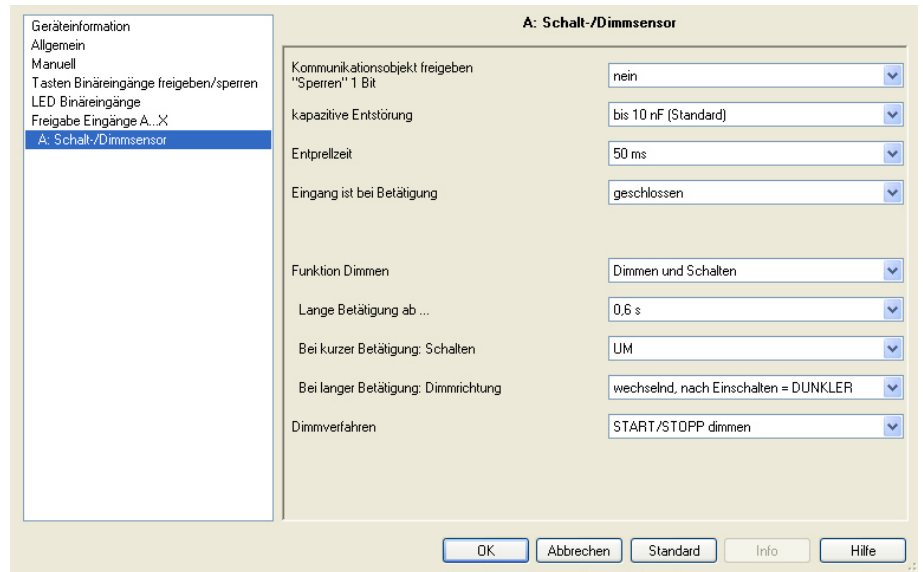 A: Schalt-/Dimmsensor
Geräteinformation
Allgemein
Manuell
Tasten Binäreingänge freigeben/sperren
LED Binäreingänge
Freigabe Eingänge A...X
A: Schalt-/Dimmsensor
Kommunikationsobjekt freigeben
"Sperren" 1 Bit
nein
kapazitive Entstörung
bis 10 nF (Standard)
Entprellzeit
50 ms
Eingang ist bei Betätigung
geschlossen
Funktion Dimmen
Dimmen und Schalten
Lange Betätigung ab ...
0,6 s
Bei kurzer Betätigung: Schalten
UM
Bei langer Betätigung: Dimmrichtung
wechselnd, nach Einschalten = DUNKLER
Dimmverfahren
START/STOPP dimmen
OK
Abbrechen
Standard
Info
Hilfe